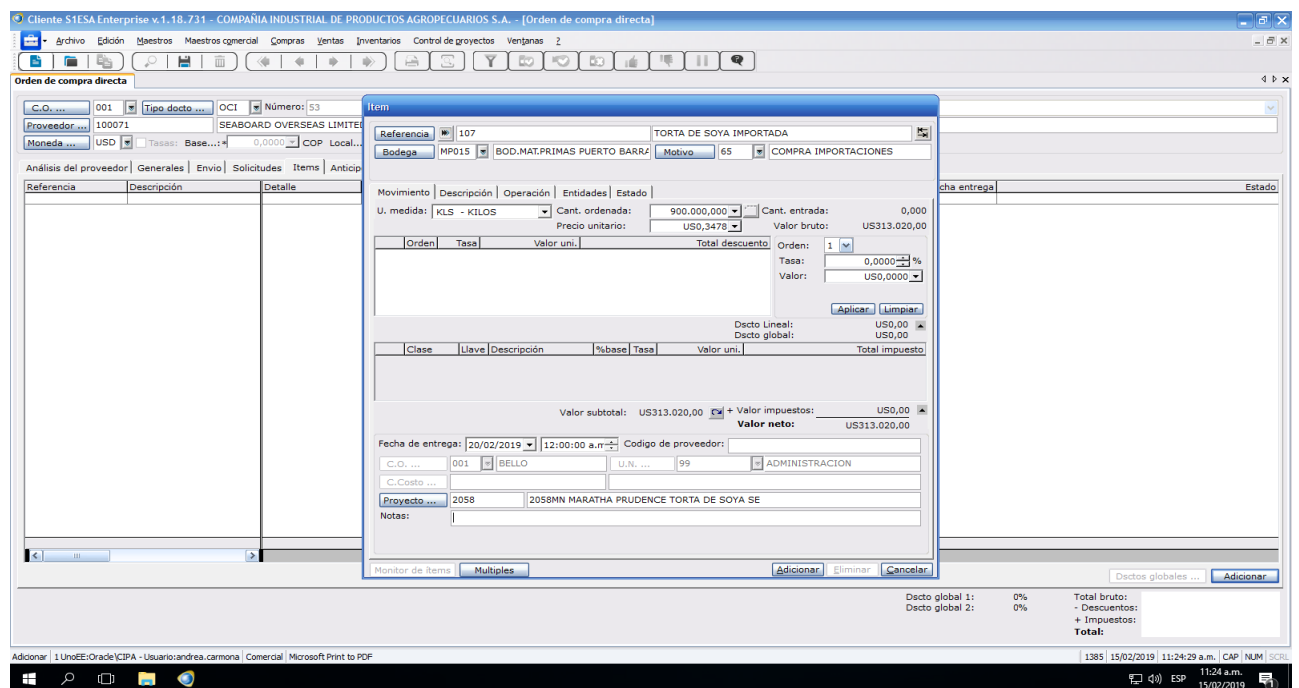 Cliente S1ESA Enterprise v.1.18.731 - COMPAÑIA INDUSTRIAL DE PRODUCTOS AGROPECUARIOS S.A. - [Orden de compra directa]
Archivo Edición Maestros Maestros comercial Compras Ventas Inventarios Control de proyectos Ventanas ?
Orden de compra directa
C.O. ... 001 Tipo docto ... OCI Número: 53
Proveedor ... 100071 SEABOARD OVERSEAS LIMITE
Moneda ... USD Tasas: Base...: 0,0000 COP Local...
Análisis del proveedor Generales Envio Solicitudes Items Anticip
Referencia Descripción Detalle cha entrega Estado
Item
Referencia 107 TORTA DE SOYA IMPORTADA
Bodega MP015 BOD.MAT.PRIMAS PUERTO BARRA Motivo 65 COMPRA IMPORTACIONES
Movimiento Descripción Operación Entidades Estado
U. medida: KLS - KILOS Cant. ordenada: 900.000,000 Cant. entrada: 0,000
Precio unitario: US0,3478 Valor bruto: US313.020,00
Orden Tasa Valor uni. Total descuento Orden: 1
Tasa: 0,0000 %
Valor: US0,0000
Aplicar Limpiar
Dscto Lineal: US0,00
Dscto global: US0,00
Clase Llave Descripción %base Tasa Valor uni. Total impuesto
Valor subtotal: US313.020,00 + Valor impuestos: US0,00
Valor neto: US313.020,00
Fecha de entrega: 20/02/2019 12:00:00 a.m Codigo de proveedor:
C.O. ... 001 BELLO U.N. ... 99 ADMINISTRACION
C.Costo ...
Proyecto ... 2058 2058MN MARATHA PRUDENCE TORTA DE SOYA SE
Notas:
Monitor de ítems Multiples Adicionar Eliminar Cancelar
Dsctos globales ... Adicionar
Dscto global 1: 0% Total bruto:
Dscto global 2: 0% - Descuentos:
+ Impuestos:
Total:
Adicionar 1 UnoEE:Oracle\CIPA - Usuario:andrea.carmona Comercial Microsoft Print to PDF 1385 15/02/2019 11:24:29 a.m. CAP NUM SCRL
ESP 11:24 a.m.
15/02/2019